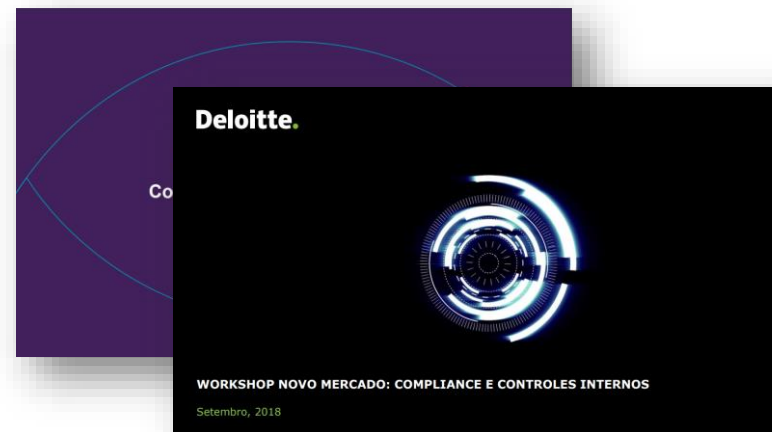 Co
Deloitte.
WORKSHOP NOVO MERCADO: COMPLIANCE E CONTROLES INTERNOS
Setembro, 2018